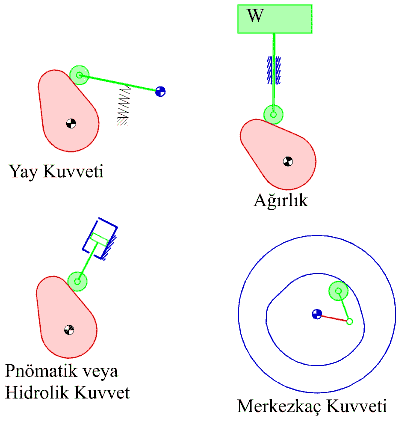 W
Yay Kuvveti
Ağırlık
Pnömatik veya
Hidrolik Kuvvet
Merkezkaç Kuvveti